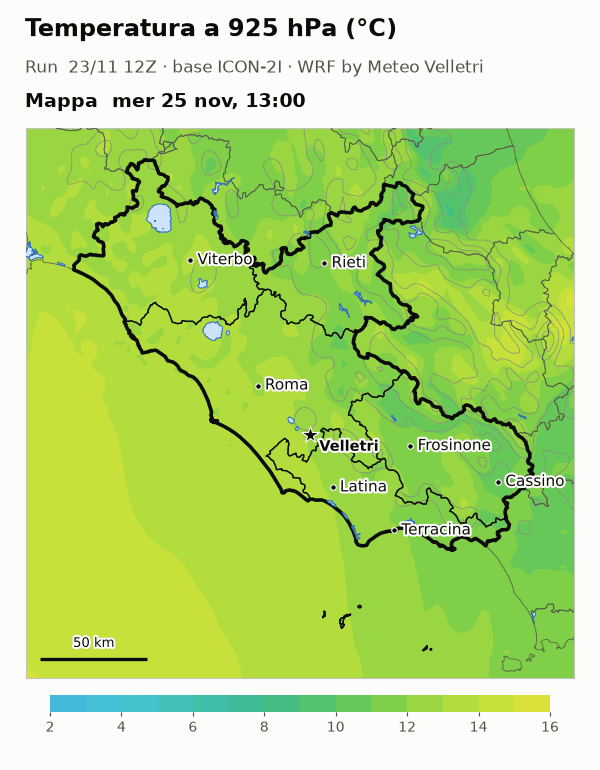 Temperatura a 925 hPa (°C)
Run  23/11 12Z · base ICON-2I · WRF by Meteo Velletri
Mappa  mer 25 nov, 13:00
Viterbo
Rieti
Roma
Velletri
Frosinone
Cassino
Latina
Terracina
50 km
2 4 6 8 10 12 14 16